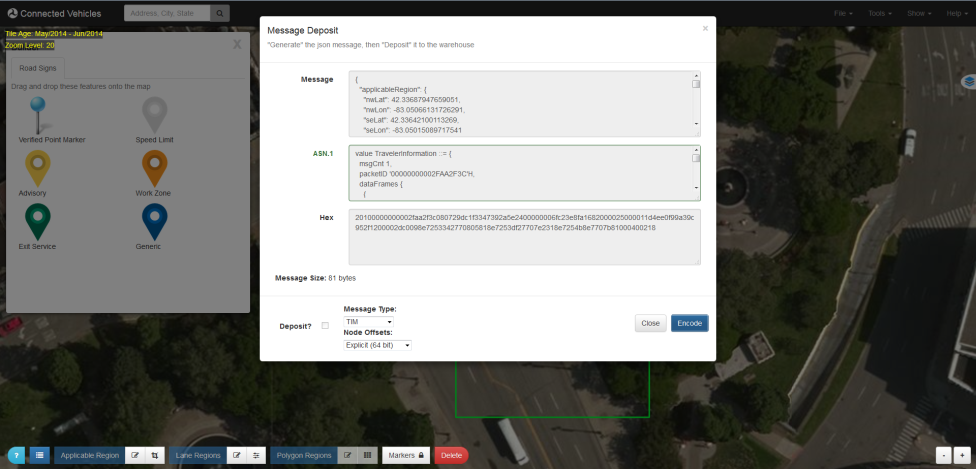 Connected Vehicles
Address, City, State
File
Tools
Show
Help
Tile Age: May/2014 - Jun/2014
Zoom Level: 20
X
Road Signs
Drag and drop these features onto the map
Verified Point Marker
Speed Limit
Advisory
Work Zone
Exit Service
Generic
Message Deposit
×
"Generate" the json message, then "Deposit" it to the warehouse
Message
{
"applicableRegion": {
"nwLat": 42.33687947659051,
"nwLon": -83.05066131726291,
"seLat": 42.33642100113269,
"seLon": -83.05015089717541
ASN.1
value TravelerInformation ::= {
msgCnt 1,
packetID '00000000002FAA2F3C'H,
dataFrames {
{
Hex
Message Size: 81 bytes
Deposit?
Message Type:
TIM
Node Offsets:
Explicit (64 bit)
Close
Encode
?
Applicable Region
Lane Regions
Polygon Regions
Markers
Delete
-
+